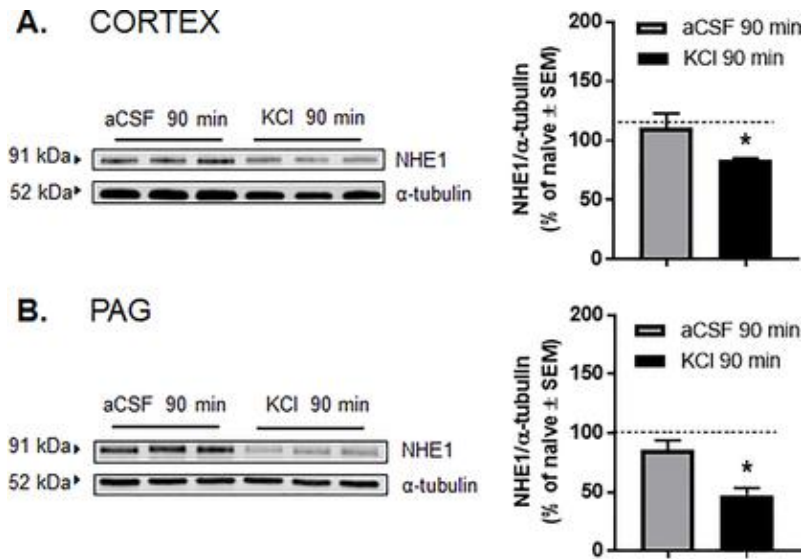 A. CORTEX
aCSF 90 min KCl 90 min
91 kDa NHE1
52 kDa α-tubulin
NHE1/α-tubulin
(% of naïve ± SEM)
200
150
100
50
0
aCSF 90 min
KCl 90 min
*
B. PAG
aCSF 90 min KCl 90 min
91 kDa NHE1
52 kDa α-tubulin
NHE1/α-tubulin
(% of naïve ± SEM)
200
150
100
50
0
aCSF 90 min
KCl 90 min
*